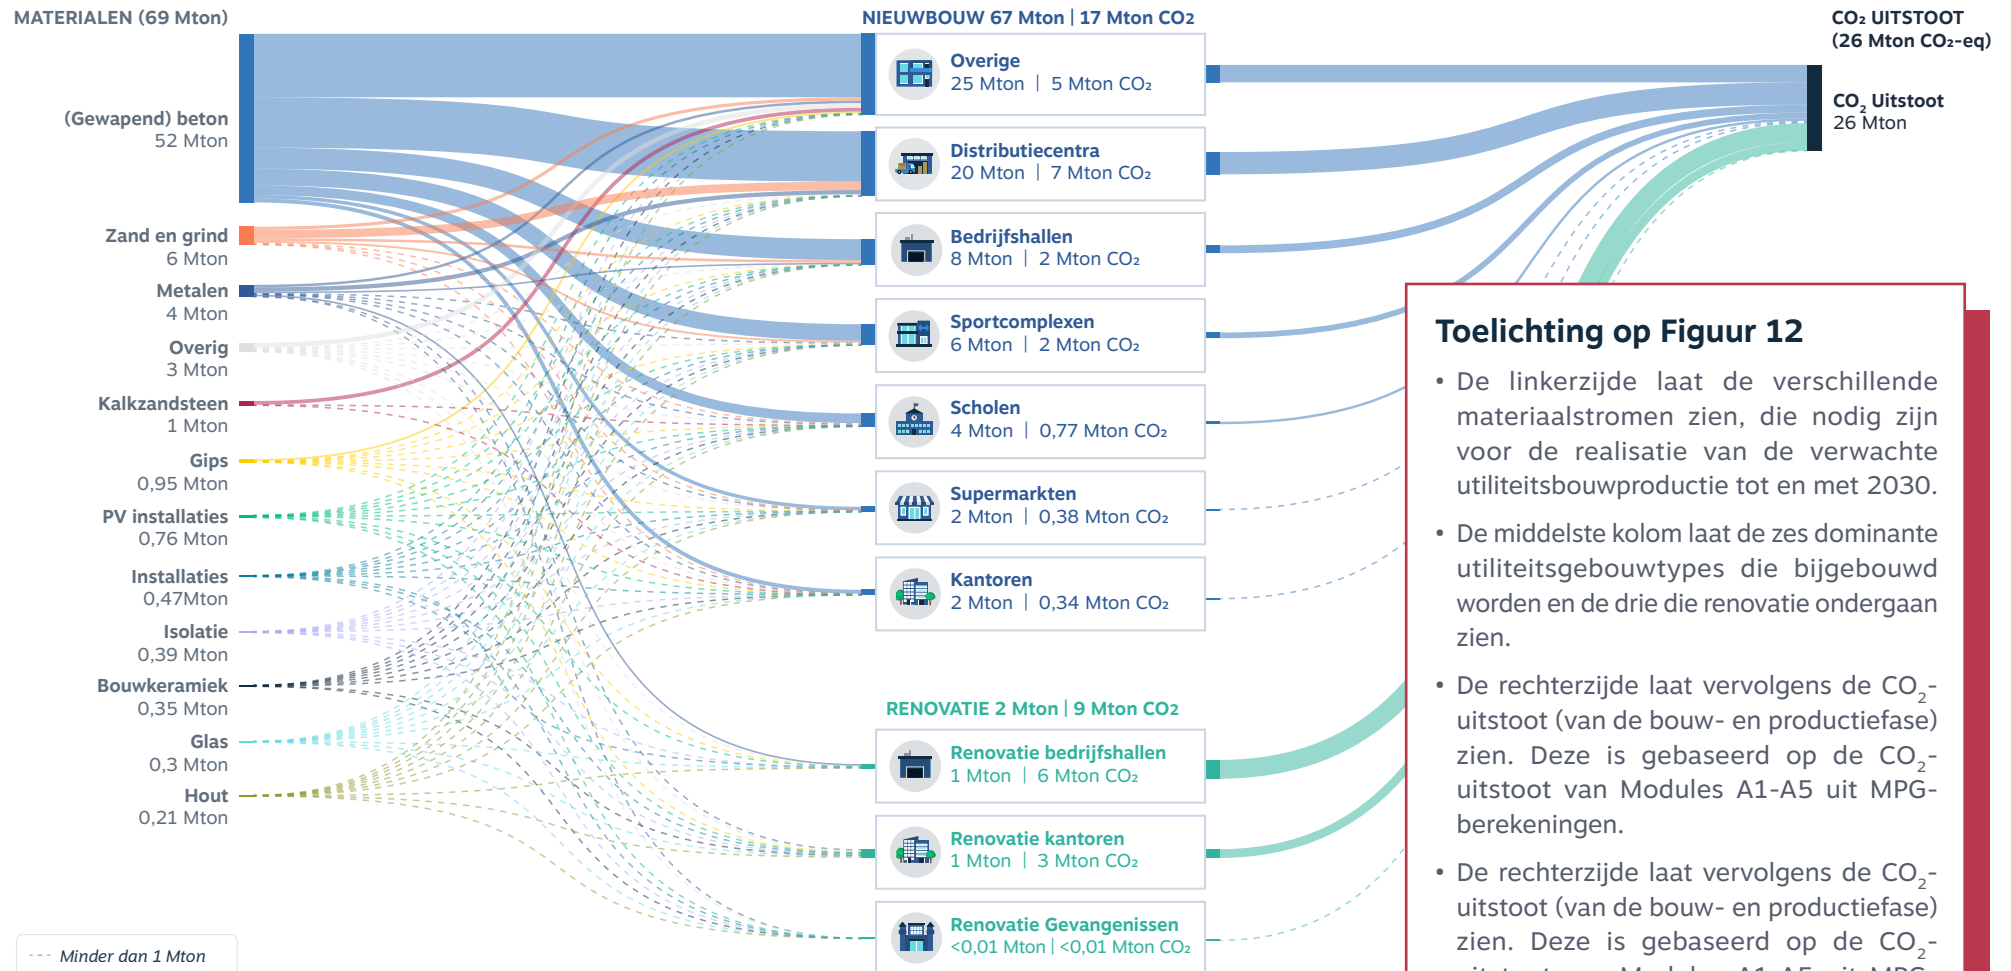 MATERIALEN (69 Mton)
(Gewapend) beton
52 Mton
Zand en grind
6 Mton
Metalen
4 Mton
Overig
3 Mton
Kalkzandsteen
1 Mton
Gips
0,95 Mton
PV installaties
0,76 Mton
Installaties
0,47Mton
Isolatie
0,39 Mton
Bouwkeramiek
0,35 Mton
Glas
0,3 Mton
Hout
0,21 Mton
Minder dan 1 Mton
NIEUWBOUW 67 Mton | 17 Mton CO₂
Overige
25 Mton | 5 Mton CO₂
Distributiecentra
20 Mton | 7 Mton CO₂
Bedrijfshallen
8 Mton | 2 Mton CO₂
Sportcomplexen
6 Mton | 2 Mton CO₂
Scholen
4 Mton | 0,77 Mton CO₂
Supermarkten
2 Mton | 0,38 Mton CO₂
Kantoren
2 Mton | 0,34 Mton CO₂
RENOVATIE 2 Mton | 9 Mton CO₂
Renovatie bedrijfshallen
1 Mton | 6 Mton CO₂
Renovatie kantoren
1 Mton | 3 Mton CO₂
Renovatie Gevangenissen
<0,01 Mton | <0,01 Mton CO₂
CO₂ UITSTOOT
(26 Mton CO₂-eq)
CO₂ Uitstoot
26 Mton
Toelichting op Figuur 12
• De linkerzijde laat de verschillende
materiaalstromen zien, die nodig zijn
voor de realisatie van de verwachte
utiliteitsbouwproductie tot en met 2030.
• De middelste kolom laat de zes dominante
utiliteitsgebouwtypes die bijgebouwd
worden en de drie die renovatie ondergaan
zien.
• De rechterzijde laat vervolgens de CO₂-
uitstoot (van de bouw- en productiefase)
zien. Deze is gebaseerd op de CO₂-
uitstoot van Modules A1-A5 uit MPG-
berekeningen.
• De rechterzijde laat vervolgens de CO₂-
uitstoot (van de bouw- en productiefase)
zien. Deze is gebaseerd op de CO₂-
uitstoot van Modules A1-A5 uit MPG-